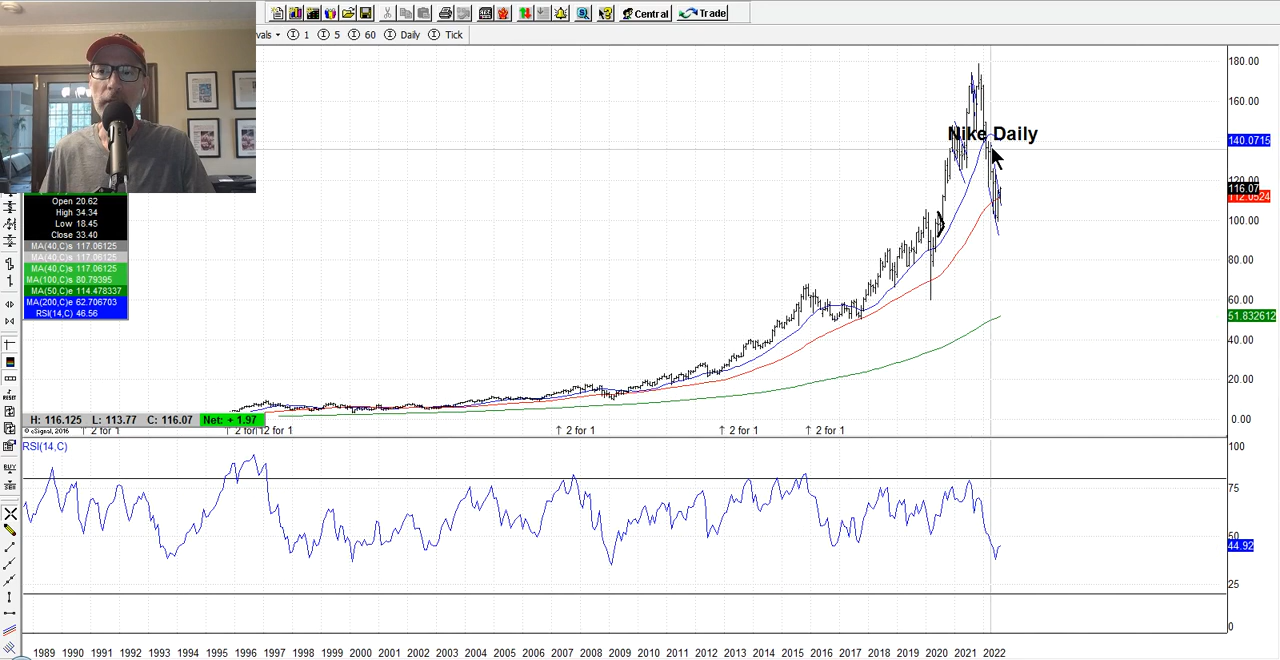 Central
Trade
vals
1
5
60
Daily
Tick
Open 20.62
High 34.34
Low 18.45
Close 33.40
MA(40,C)s 117.06125
MA(40,C)s 117.06125
MA(40,C)s 117.06125
MA(100,C)s 80.79395
MA(50,C)e 114.478337
MA(200,C)e 62.706703
RSI(14,C) 46.56
Nike Daily
180.00
160.00
140.0715
120.00
116.07
112.0524
100.00
80.00
60.00
51.832612
40.00
20.00
0.00
H: 116.125 L: 113.77 C: 116.07 Net: + 1.97
© eSignal, 2016
2 for 1
2 for 1
2 for 1
2 for 1
2 for 1
2 for 1
RSI(14,C)
100
75
50
44.92
25
0
RESET
BUY
1989 1990 1991 1992 1993 1994 1995 1996 1997 1998 1999 2000 2001 2002 2003 2004 2005 2006 2007 2008 2009 2010 2011 2012 2013 2014 2015 2016 2017 2018 2019 2020 2021 2022